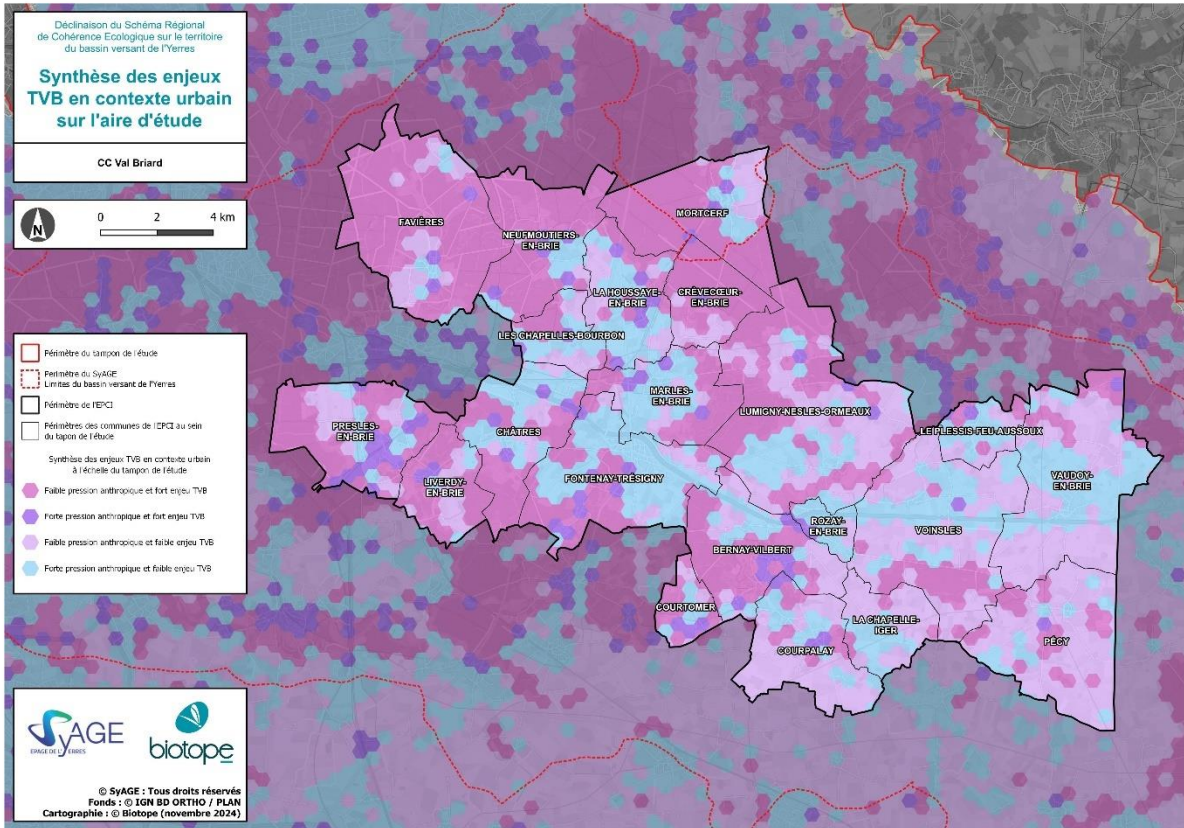 Déclinaison du Schéma Régional
de Cohérence Ecologique sur le territoire
du bassin versant de l'Yerres
Synthèse des enjeux
TVB en contexte urbain
sur l'aire d'étude
CC Val Briard
N
0 2 4 km
Périmètre du tampon de l'étude
Périmètre du SyAGE
Limites du bassin versant de l'Yerres
Périmètre de l'EPCI
Périmètres des communes de l'EPCI au sein
du tapon de l'étude
Synthèse des enjeux TVB en contexte urbain
à l'échelle du tampon de l'étude
Faible pression anthropique et fort enjeu TVB
Forte pression anthropique et fort enjeu TVB
Faible pression anthropique et faible enjeu TVB
Forte pression anthropique et faible enjeu TVB
FAVIÈRES
NEUFMOUTIERS-
EN-BRIE
MORTCERF
LA HOUSSAYE-
EN-BRIE
CRÈVECŒUR-
EN-BRIE
LES CHAPELLES-BOURBON
MARLES-
EN-BRIE
LUMIGNY-NESLES-ORMEAUX
PRESLES-
EN-BRIE
CHÂTRES
LE PLESSIS-FEU-AUSSOUX
LIVERDY-
EN-BRIE
FONTENAY-TRÉSIGNY
VAUDOY-
EN-BRIE
ROZAY-
EN-BRIE
VOINSLES
BERNAY-VILBERT
COURTOMER
LA CHAPELLE-
IGER
COURPALAY
PÉCY
SyAGE
EPAGE DE L'YERRES
biotope
© SyAGE : Tous droits réservés
Fonds : © IGN BD ORTHO / PLAN
Cartographie : © Biotope (novembre 2024)